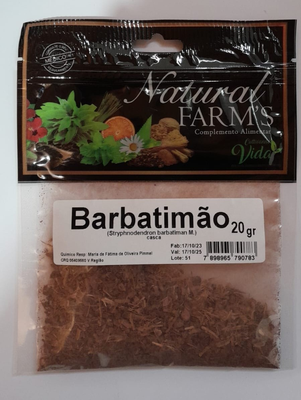 Natural
FARM'S
Complemento Alimentar
Vida
Barbatimão 20 gr
(Stryphnodendron barbatiman M.)
casca
Fab: 17/10/23
Val: 17/10/25
Lote: 51
Químico Resp. Maria de Fátima de Oliveira Pimmel
7 898965 790783